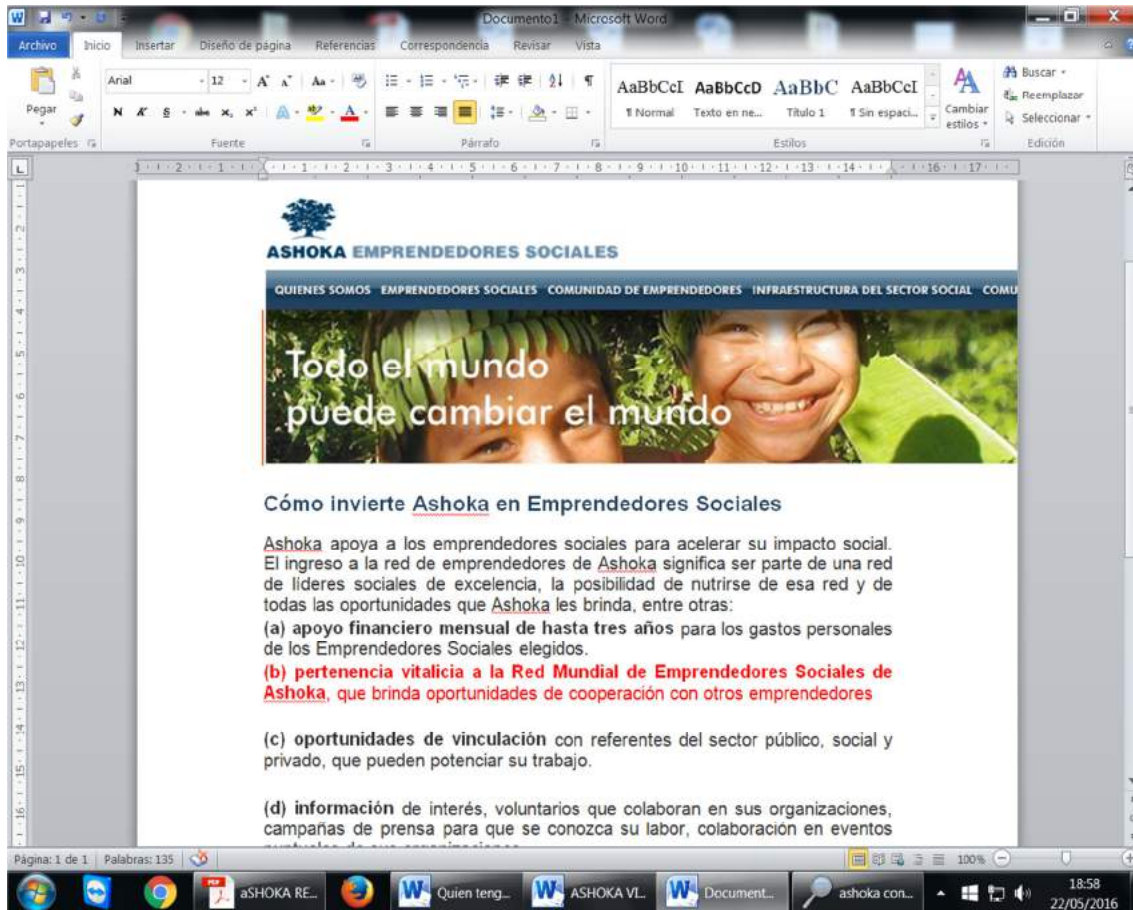 Documento1 - Microsoft Word
Archivo Inicio Insertar Diseño de página Referencias Correspondencia Revisar Vista
Pegar
Arial 12
AaBbCcI AaBbCcD AaBbC AaBbCcI
¶ Normal Texto en ne... Título 1 ¶ Sin espaci...
Cambiar estilos
Buscar
Reemplazar
Seleccionar
Portapapeles Fuente Párrafo Estilos Edición
ASHOKA EMPRENDEDORES SOCIALES
QUIENES SOMOS EMPRENDEDORES SOCIALES COMUNIDAD DE EMPRENDEDORES INFRAESTRUCTURA DEL SECTOR SOCIAL COMU
Todo el mundo
puede cambiar el mundo
Cómo invierte Ashoka en Emprendedores Sociales
Ashoka apoya a los emprendedores sociales para acelerar su impacto social.
El ingreso a la red de emprendedores de Ashoka significa ser parte de una red
de líderes sociales de excelencia, la posibilidad de nutrirse de esa red y de
todas las oportunidades que Ashoka les brinda, entre otras:
(a) apoyo financiero mensual de hasta tres años para los gastos personales
de los Emprendedores Sociales elegidos.
(b) pertenencia vitalicia a la Red Mundial de Emprendedores Sociales de
Ashoka, que brinda oportunidades de cooperación con otros emprendedores
(c) oportunidades de vinculación con referentes del sector público, social y
privado, que pueden potenciar su trabajo.
(d) información de interés, voluntarios que colaboran en sus organizaciones,
campañas de prensa para que se conozca su labor, colaboración en eventos
Página: 1 de 1 Palabras: 135 100%
aSHOKA RE... Quien teng... ASHOKA VI... Document... ashoka con... 18:58
22/05/2016